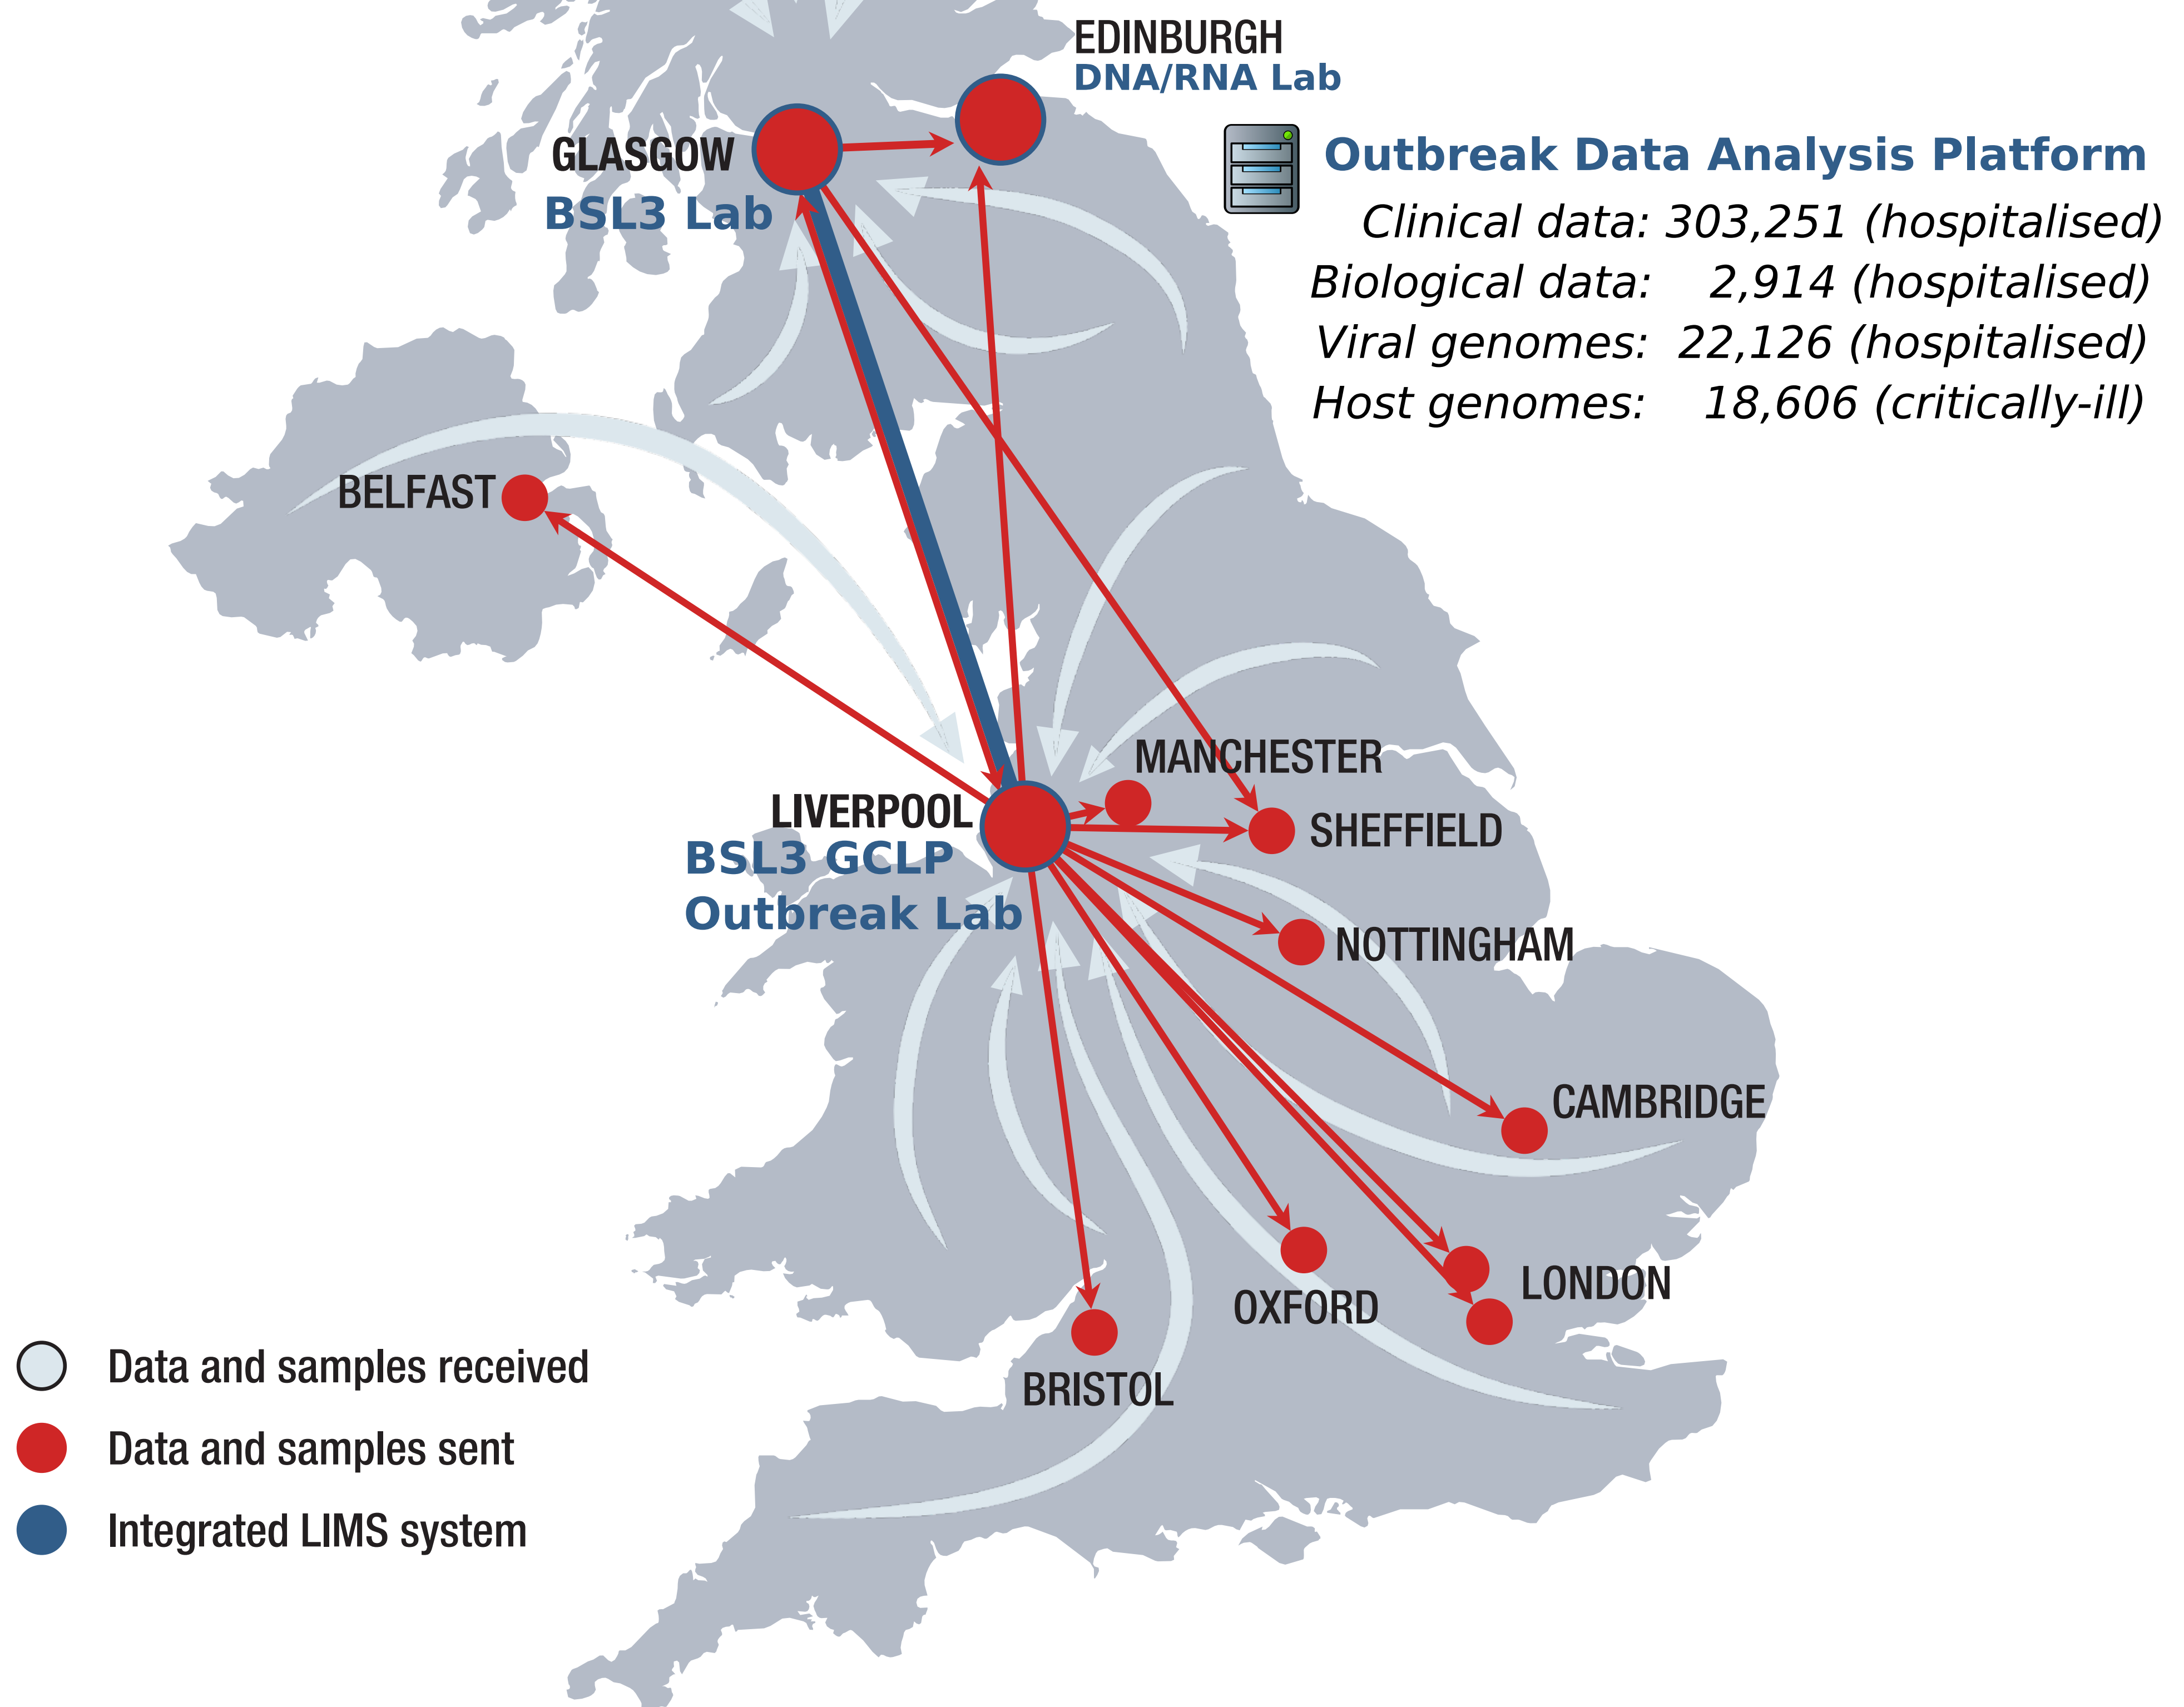 EDINBURGH
DNA/RNA Lab
GLASGOW
BSL3 Lab
Outbreak Data Analysis Platform
Clinical data: 303,251 (hospitalised)
Biological data: 2,914 (hospitalised)
Viral genomes: 22,126 (hospitalised)
Host genomes: 18,606 (critically-ill)
BELFAST
MANCHESTER
LIVERPOOL
BSL3 GCLP
Outbreak Lab
SHEFFIELD
NOTTINGHAM
CAMBRIDGE
LONDON
OXFORD
BRISTOL
Data and samples received
Data and samples sent
Integrated LIMS system